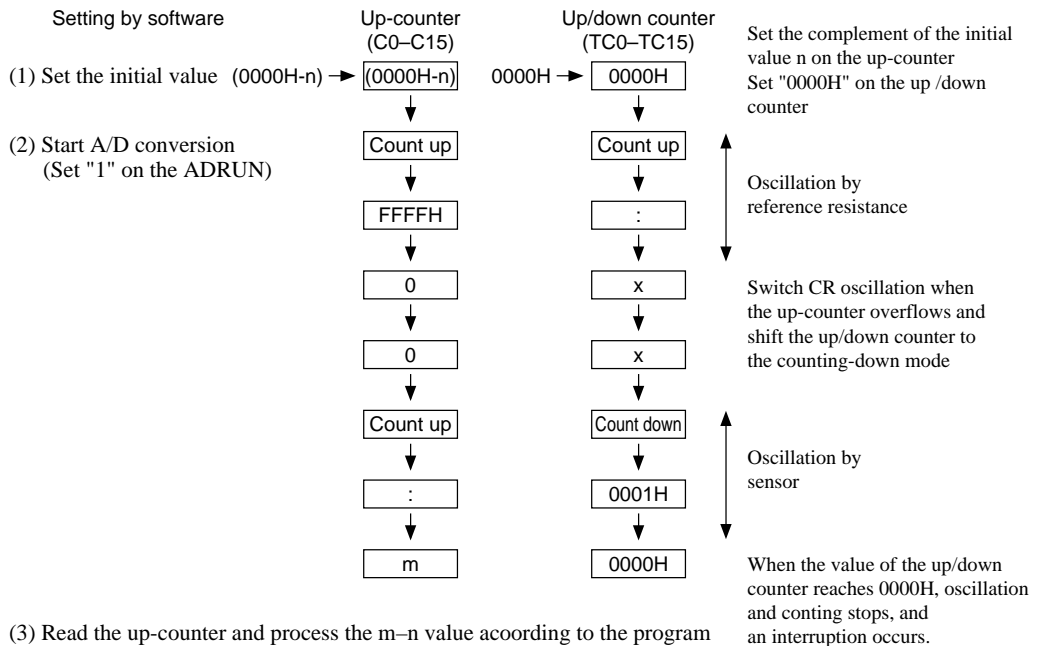 Setting by software
Up-counter
(C0–C15)
Up/down counter
(TC0–TC15)
Set the complement of the initial
value n on the up-counter
Set "0000H" on the up /down
counter
(1) Set the initial value (0000H-n)
(0000H-n)
0000H
0000H
(2) Start A/D conversion
(Set "1" on the ADRUN)
Count up
Count up
Oscillation by
reference resistance
FFFFH
:
0
x
Switch CR oscillation when
the up-counter overflows and
shift the up/down counter to
the counting-down mode
0
x
Count up
Count down
Oscillation by
sensor
:
0001H
m
0000H
When the value of the up/down
counter reaches 0000H, oscillation
and conting stops, and
an interruption occurs.
(3) Read the up-counter and process the m–n value acoording to the program